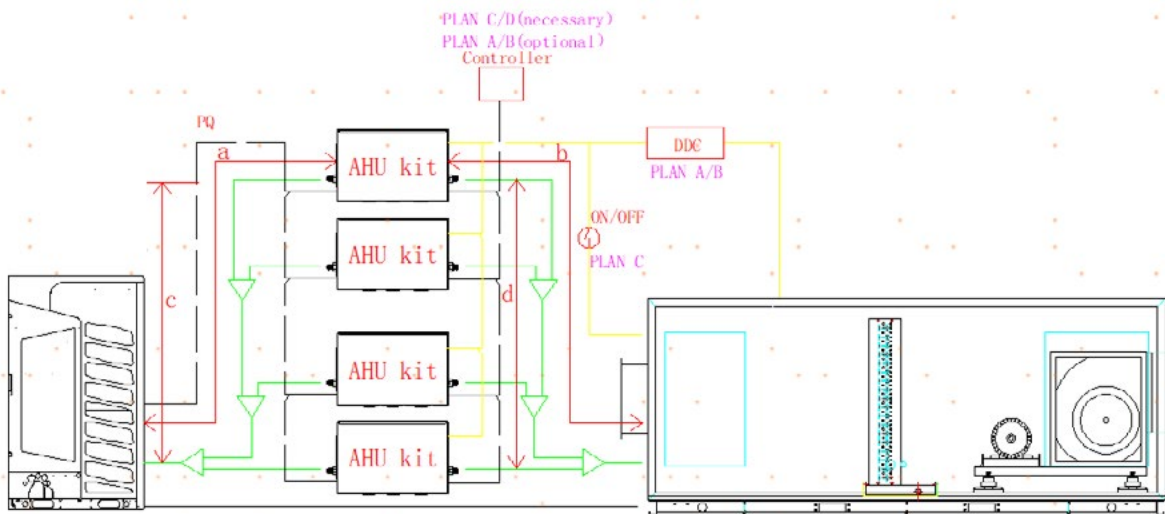 PLAN C/D(necessary)
PLAN A/B(optional)
Controller
PQ
a
AHU kit
b
DDC
PLAN A/B
ON/OFF
AHU kit
PLAN C
c
d
AHU kit
AHU kit